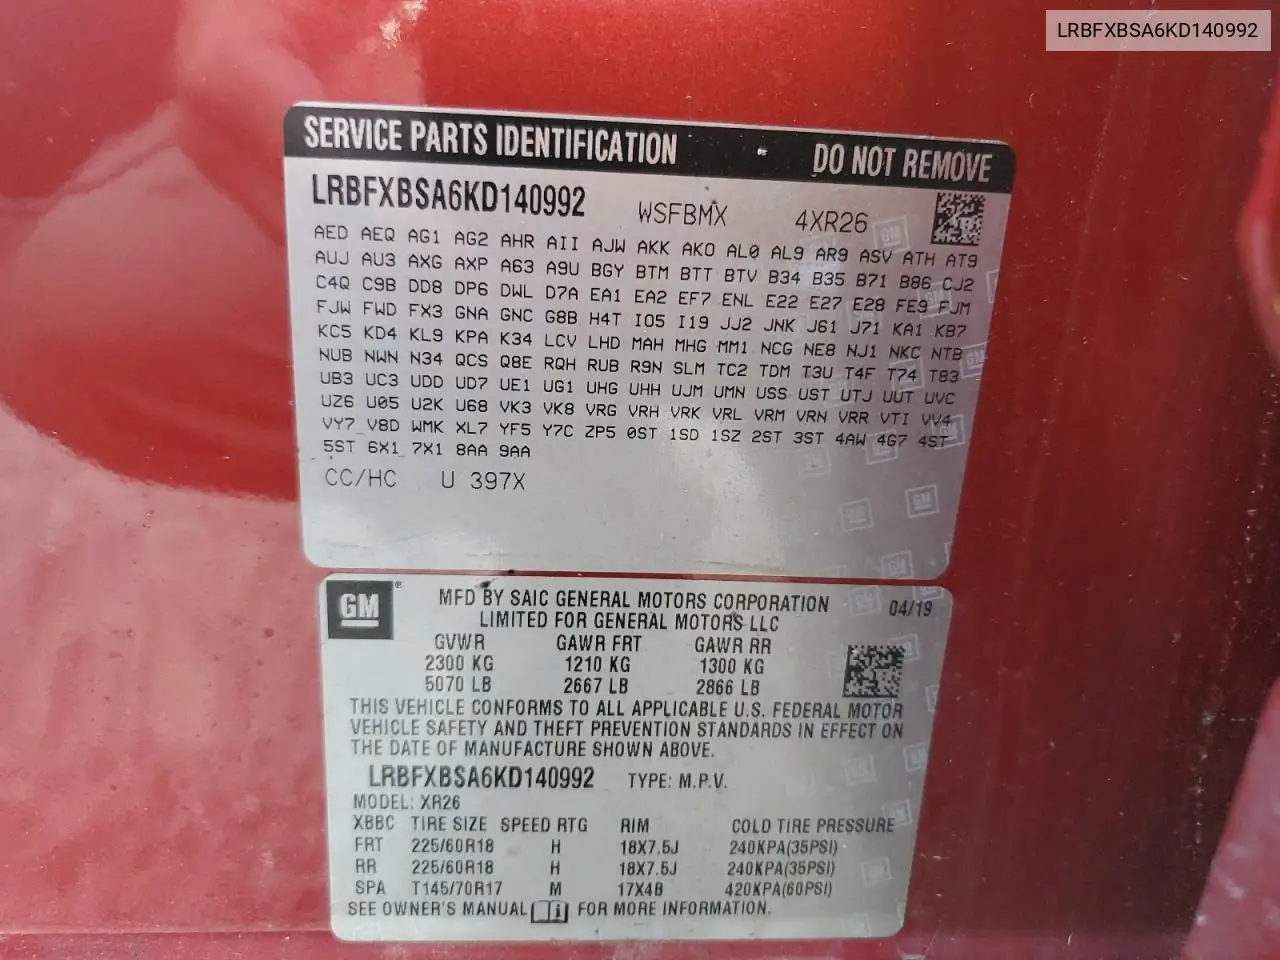 LRBFXBSA6KD140992
SERVICE PARTS IDENTIFICATION DO NOT REMOVE
LRBFXBSA6KD140992 WSFBMX 4XR26
AED AEQ AG1 AG2 AHR AII AJW AKK AKO AL0 AL9 AR9 ASV ATH AT9
AUJ AU3 AXG AXP A63 A9U BGY BTM BTT BTV B34 B35 B71 B86 CJ2
C4Q C9B DD8 DP6 DWL D7A EA1 EA2 EF7 ENL E22 E27 E28 FE9 FJM
FJW FWD FX3 GNA GNC G8B H4T IO5 I19 JJ2 JNK J61 J71 KA1 KB7
KC5 KD4 KL9 KPA K34 LCV LHD MAH MHG MM1 NCG NE8 NJ1 NKC NTB
NUB NWN N34 QCS Q8E RQH RUB R9N SLM TC2 TDM T3U T4F T74 T83
UB3 UC3 UDD UD7 UE1 UG1 UHG UHH UJM UMN USS UST UTJ UUT UVC
UZ6 U05 U2K U68 VK3 VK8 VRG VRH VRK VRL VRM VRN VRR VTI VV4
VY7 V8D WMK XL7 YF5 Y7C ZP5 0ST 1SD 1SZ 2ST 3ST 4AW 4G7 4ST
5ST 6X1 7X1 8AA 9AA
CC/HC U 397X
GM® MFD BY SAIC GENERAL MOTORS CORPORATION 04/19
LIMITED FOR GENERAL MOTORS LLC
GVWR GAWR FRT GAWR RR
2300 KG 1210 KG 1300 KG
5070 LB 2667 LB 2866 LB
THIS VEHICLE CONFORMS TO ALL APPLICABLE U.S. FEDERAL MOTOR
VEHICLE SAFETY AND THEFT PREVENTION STANDARDS IN EFFECT ON
THE DATE OF MANUFACTURE SHOWN ABOVE.
LRBFXBSA6KD140992 TYPE: M.P.V.
MODEL: XR26
XBBC TIRE SIZE SPEED RTG RIM COLD TIRE PRESSURE
FRT 225/60R18 H 18X7.5J 240KPA(35PSI)
RR 225/60R18 H 18X7.5J 240KPA(35PSI)
SPA T145/70R17 M 17X4B 420KPA(60PSI)
SEE OWNER'S MANUAL i FOR MORE INFORMATION.